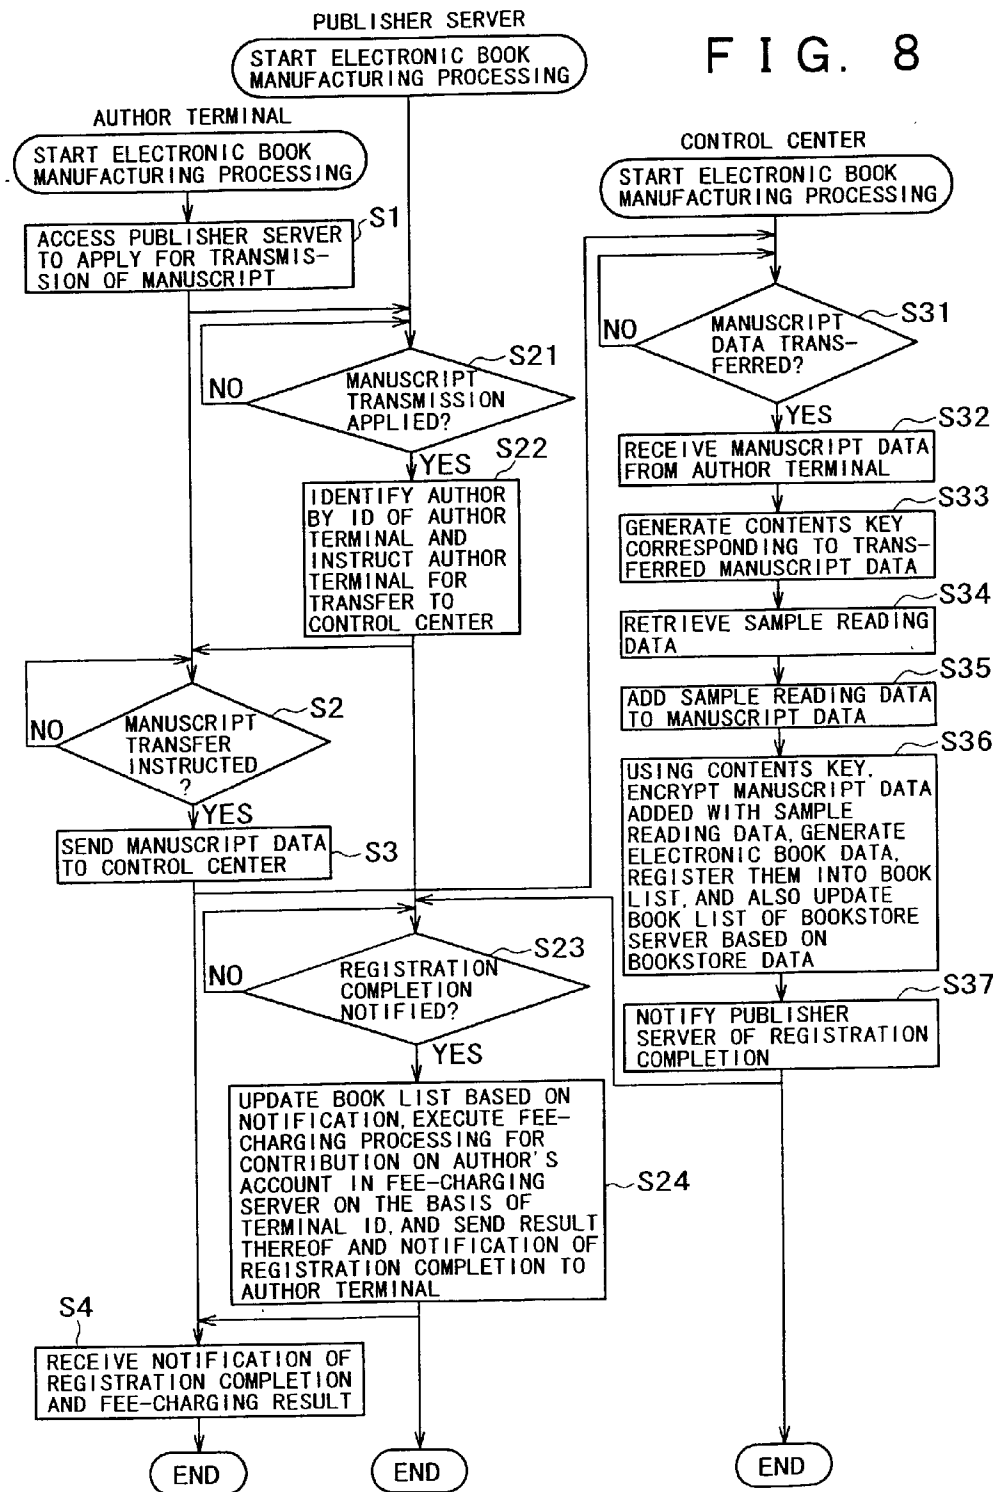 FIG. 8
PUBLISHER SERVER
START ELECTRONIC BOOK
MANUFACTURING PROCESSING
AUTHOR TERMINAL
START ELECTRONIC BOOK
MANUFACTURING PROCESSING
S1
ACCESS PUBLISHER SERVER
TO APPLY FOR TRANSMIS-
SION OF MANUSCRIPT
S21
MANUSCRIPT
TRANSMISSION
APPLIED?
NO
YES
S22
IDENTIFY AUTHOR
BY ID OF AUTHOR
TERMINAL AND
INSTRUCT AUTHOR
TERMINAL FOR
TRANSFER TO
CONTROL CENTER
S2
MANUSCRIPT
TRANSFER
INSTRUCTED
?
NO
YES
SEND MANUSCRIPT DATA
TO CONTROL CENTER
S3
S23
REGISTRATION
COMPLETION
NOTIFIED?
NO
YES
UPDATE BOOK LIST BASED ON
NOTIFICATION, EXECUTE FEE-
CHARGING PROCESSING FOR
CONTRIBUTION ON AUTHOR'S
ACCOUNT IN FEE-CHARGING
SERVER ON THE BASIS OF
TERMINAL ID, AND SEND RESULT
THEREOF AND NOTIFICATION OF
REGISTRATION COMPLETION TO
AUTHOR TERMINAL
S24
S4
RECEIVE NOTIFICATION OF
REGISTRATION COMPLETION
AND FEE-CHARGING RESULT
END
END
CONTROL CENTER
START ELECTRONIC BOOK
MANUFACTURING PROCESSING
S31
MANUSCRIPT
DATA TRANS-
FERRED?
NO
YES
S32
RECEIVE MANUSCRIPT DATA
FROM AUTHOR TERMINAL
S33
GENERATE CONTENTS KEY
CORRESPONDING TO TRANS-
FERRED MANUSCRIPT DATA
S34
RETRIEVE SAMPLE READING
DATA
S35
ADD SAMPLE READING DATA
TO MANUSCRIPT DATA
S36
USING CONTENTS KEY,
ENCRYPT MANUSCRIPT DATA
ADDED WITH SAMPLE
READING DATA, GENERATE
ELECTRONIC BOOK DATA,
REGISTER THEM INTO BOOK
LIST, AND ALSO UPDATE
BOOK LIST OF BOOKSTORE
SERVER BASED ON
BOOKSTORE DATA
S37
NOTIFY PUBLISHER
SERVER OF REGISTRATION
COMPLETION
END